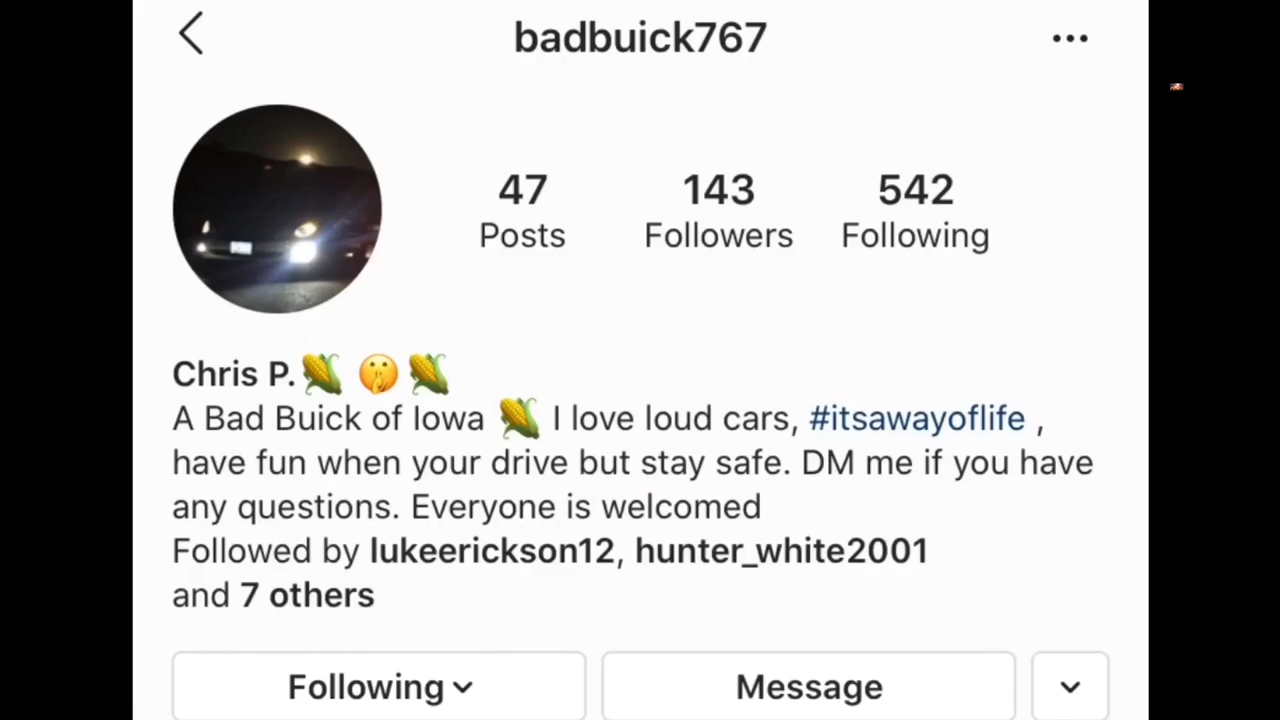 badbuick767
47 143 542
Posts Followers Following
Chris P.🌽 🤫 🌽
A Bad Buick of Iowa 🌽 I love loud cars, #itsawayoflife ,
have fun when your drive but stay safe. DM me if you have
any questions. Everyone is welcomed
Followed by lukeerickson12, hunter_white2001
and 7 others
Following Message